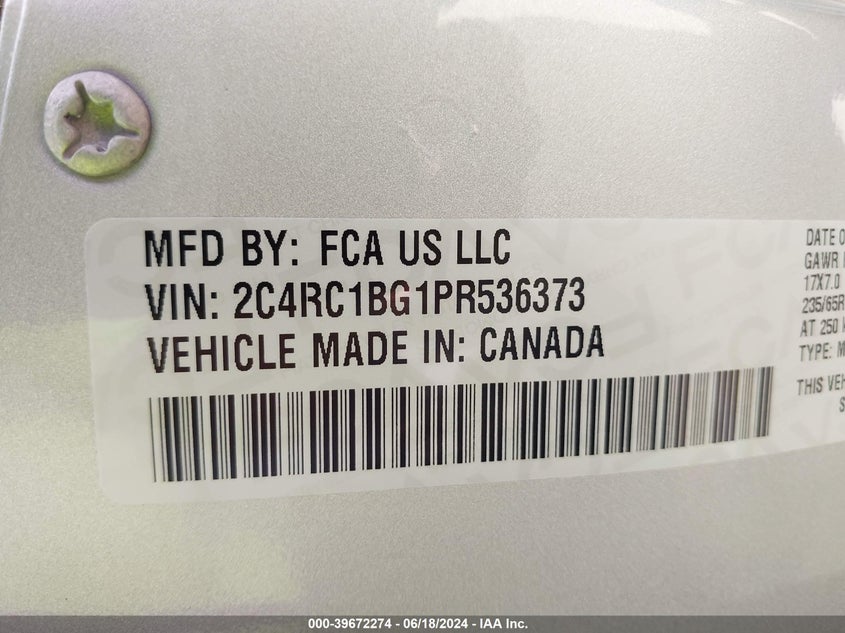 MFD BY: FCA US LLC
VIN: 2C4RC1BG1PR536373
VEHICLE MADE IN: CANADA
DATE O
GAWR
17X7.0
235/65R
AT 250
TYPE: M
THIS VEH
S
000-39672274 - 06/18/2024 - IAA Inc.